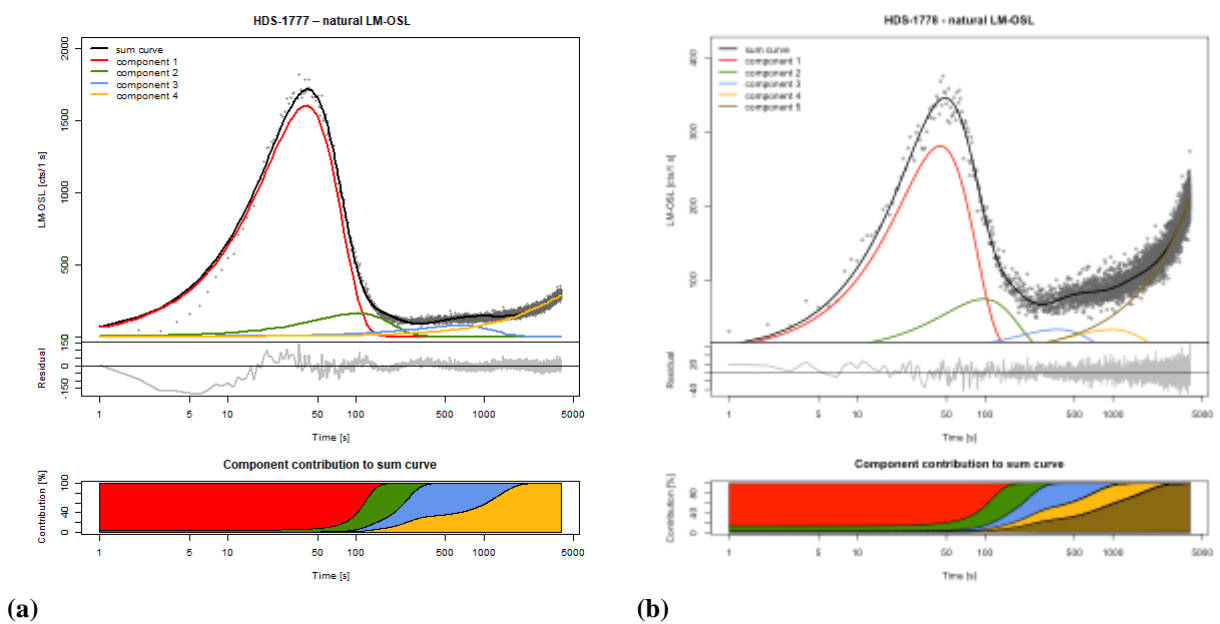 HDS-1777 – natural LM-OSL
2000
1500
1000
500
0
LM-OSL [cts/1 s]
sum curve
component 1
component 2
component 3
component 4
150
0
-150
Residual
1 5 10 50 100 500 1000 5000
Time [s]
Component contribution to sum curve
100
40
0
Contribution [%]
1 5 10 50 100 500 1000 5000
Time [s]
(a)
HDS-1778 - natural LM-OSL
400
300
200
100
LM-OSL [cts/1 s]
sum curve
component 1
component 2
component 3
component 4
component 5
20
-40
Residual
1 5 10 50 100 500 1000 5000
Time [s]
Component contribution to sum curve
80
40
0
Contribution [%]
1 5 10 50 100 500 1000 5000
Time [s]
(b)